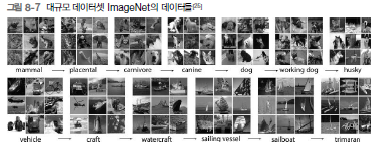 그림 8-7 대규모 데이터셋 ImageNet의 데이터들[25]
mammal → placental → carnivore → canine → dog → working dog → husky
vehicle → craft → watercraft → sailing vessel → sailboat → trimaran